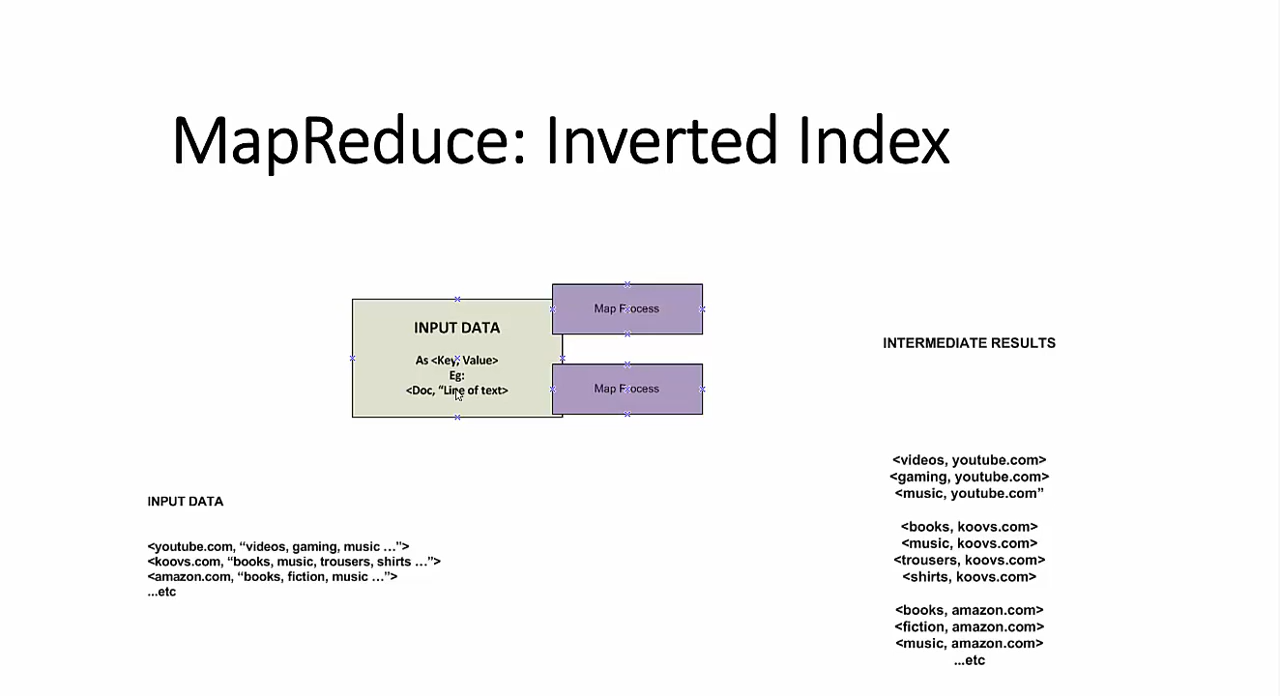 MapReduce: Inverted Index
INPUT DATA
As <Key, Value>
Eg:
<Doc, “Line of text>
Map Process
Map Process
INTERMEDIATE RESULTS
<videos, youtube.com>
<gaming, youtube.com>
<music, youtube.com”
<books, koovs.com>
<music, koovs.com>
<trousers, koovs.com>
<shirts, koovs.com>
<books, amazon.com>
<fiction, amazon.com>
<music, amazon.com>
...etc
INPUT DATA
<youtube.com, “videos, gaming, music ...”>
<koovs.com, “books, music, trousers, shirts ...”>
<amazon.com, “books, fiction, music ...”>
...etc